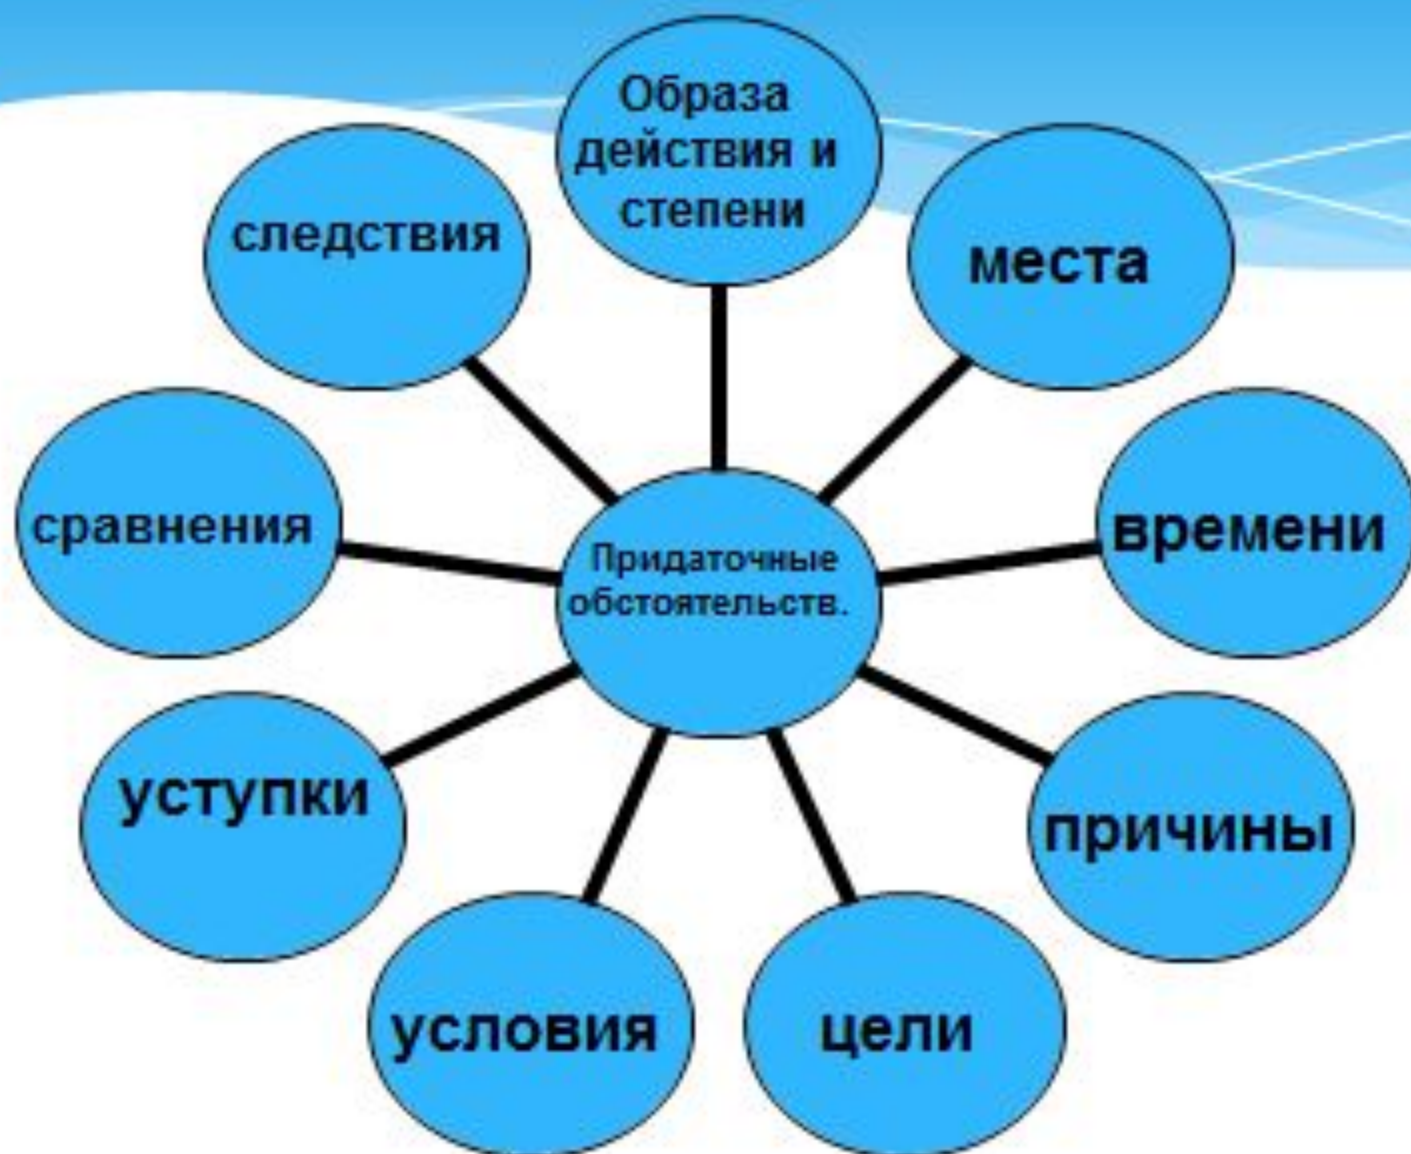 Образа
действия и
степени
следствия
места
сравнения
времени
Придаточные
обстоятельств.
уступки
причины
условия
цели